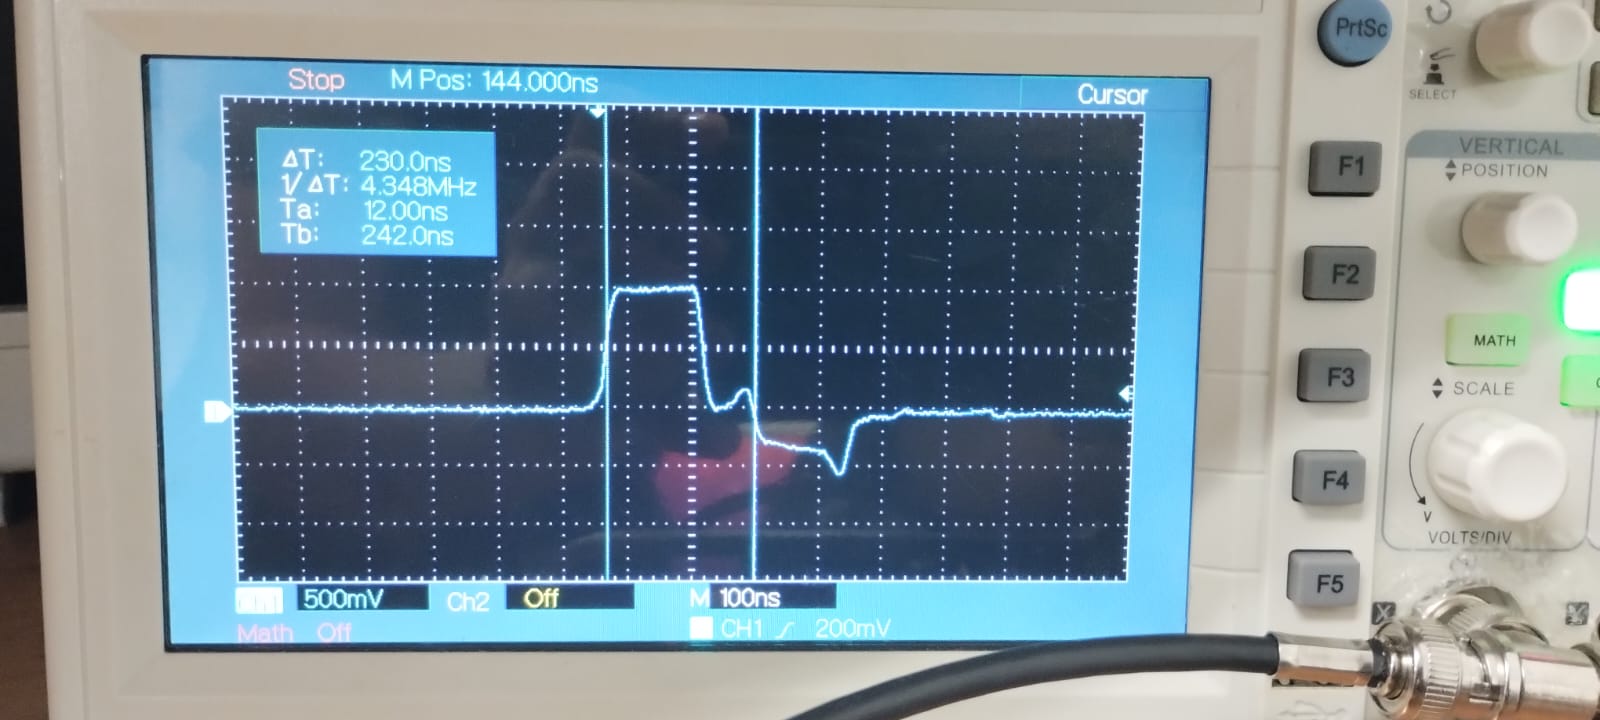 PrtSc
SELECT
Stop M Pos: 144.000ns
Cursor
ΔT: 230.0ns
1/ΔT: 4.348MHz
Ta: 12.00ns
Tb: 242.0ns
VERTICAL
POSITION
F1
F2
MATH
F3
SCALE
F4
V
VOLTS/DIV
F5
500mV Ch2 Off M 100ns
Math Off CH1 200mV
X